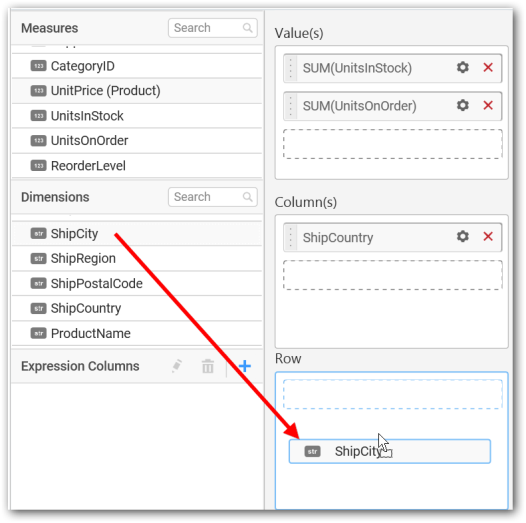 Measures
Search
123 CategoryID
123 UnitPrice (Product)
123 UnitsInStock
123 UnitsOnOrder
123 ReorderLevel
Dimensions
Search
str ShipCity
str ShipRegion
str ShipPostalCode
str ShipCountry
str ProductName
Expression Columns
Value(s)
SUM(UnitsInStock)
SUM(UnitsOnOrder)
Column(s)
ShipCountry
Row
str ShipCity